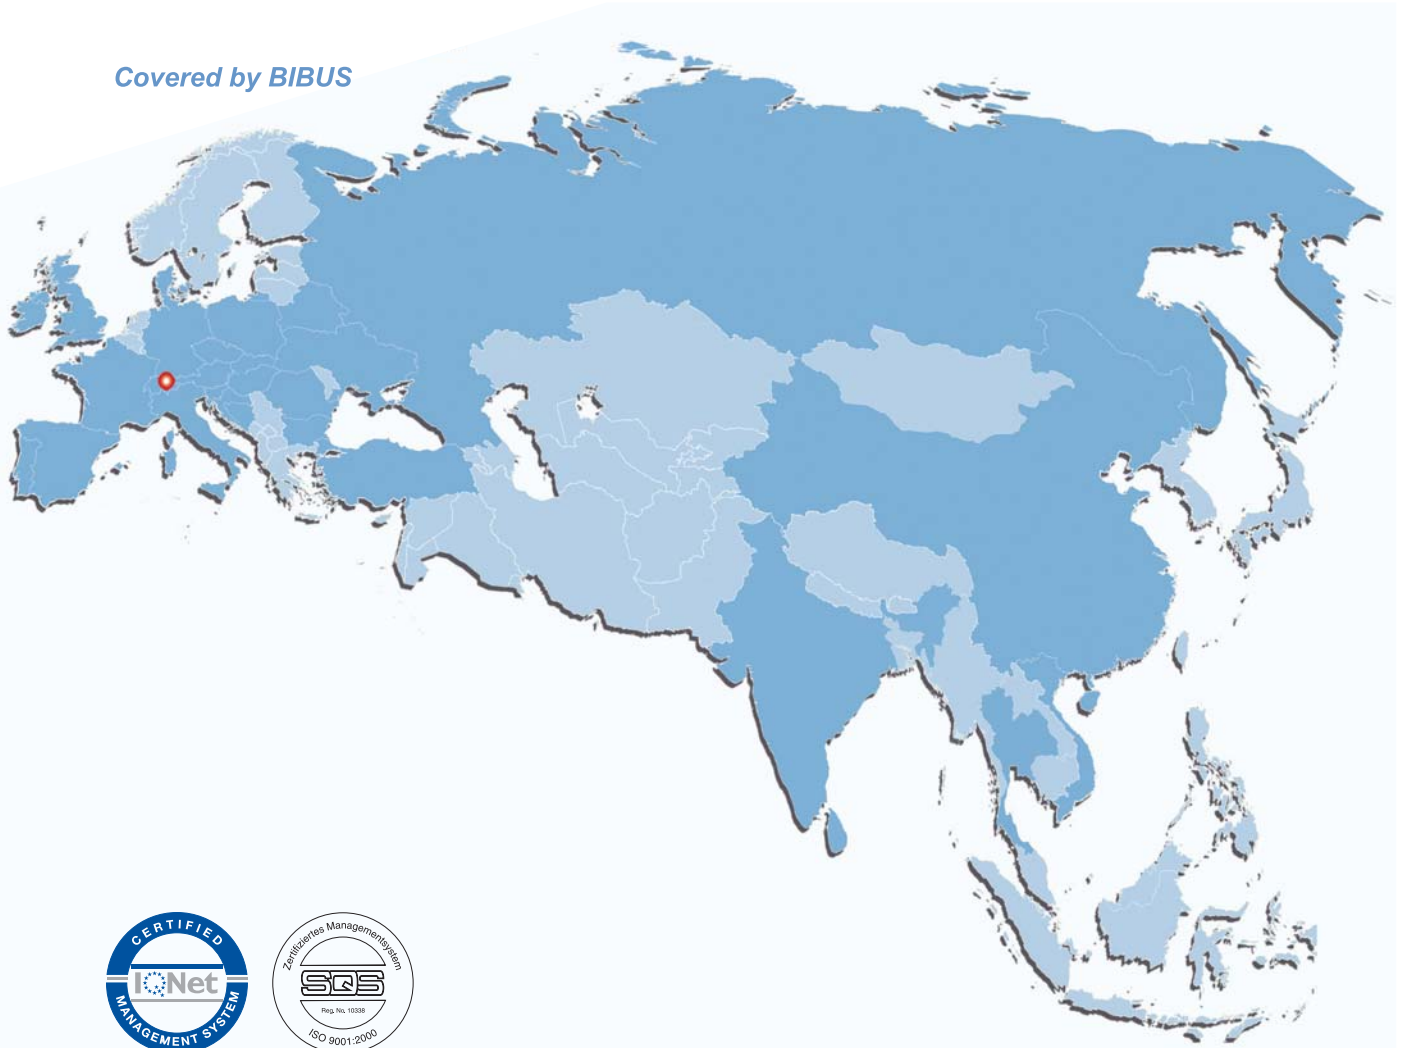 Covered by BIBUS
CERTIFIED
IQNet
MANAGEMENT SYSTEM
Zertifiziertes Managementsystem
SQS
Reg. No. 10338
ISO 9001:2000